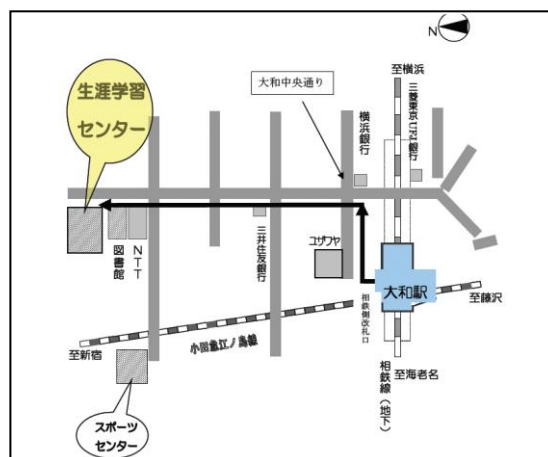 N
至横浜
生涯学習
センター
大和中央通り
横浜銀行
三菱東京UFJ銀行
図書館
NTT
三井住友銀行
ユザワヤ
大和駅
相鉄側改札口
至藤沢
小田急江ノ島線
至新宿
至海老名
相鉄線(地下)
スポーツ
センター